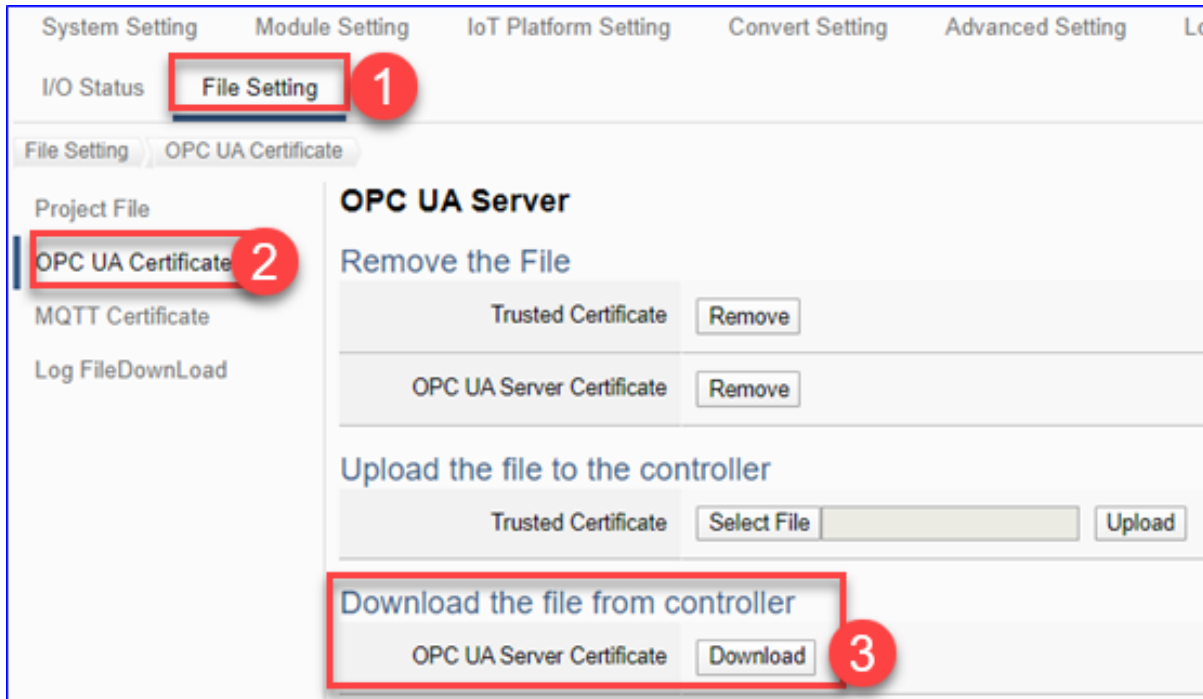 System Setting Module Setting IoT Platform Setting Convert Setting Advanced Setting
I/O Status File Setting 1
File Setting OPC UA Certificate
Project File
OPC UA Certificate 2
MQTT Certificate
Log FileDownLoad
OPC UA Server
Remove the File
Trusted Certificate Remove
OPC UA Server Certificate Remove
Upload the file to the controller
Trusted Certificate Select File Upload
Download the file from controller
OPC UA Server Certificate Download 3